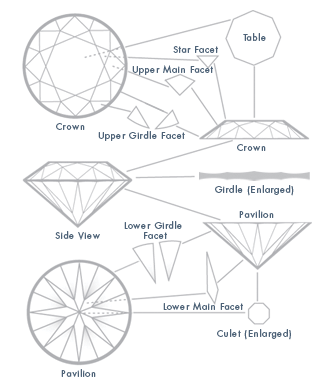 Star Facet
Table
Upper Main Facet
Crown
Upper Girdle Facet
Crown
Girdle (Enlarged)
Side View
Pavilion
Lower Girdle
Facet
Lower Main Facet
Culet (Enlarged)
Pavilion